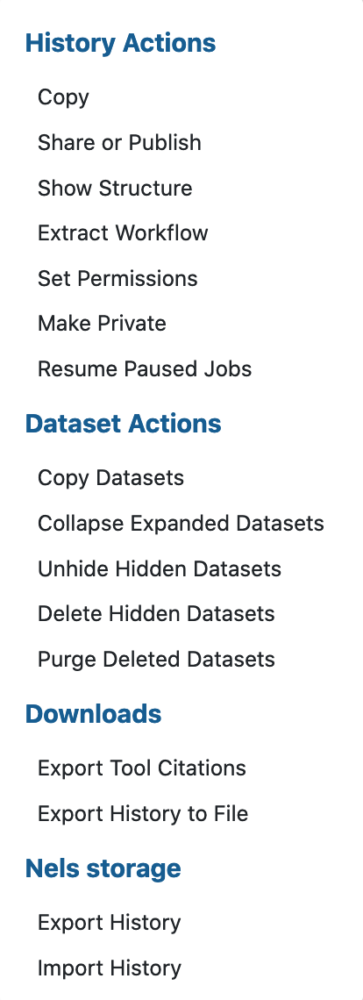 History Actions
Copy
Share or Publish
Show Structure
Extract Workflow
Set Permissions
Make Private
Resume Paused Jobs
Dataset Actions
Copy Datasets
Collapse Expanded Datasets
Unhide Hidden Datasets
Delete Hidden Datasets
Purge Deleted Datasets
Downloads
Export Tool Citations
Export History to File
Nels storage
Export History
Import History